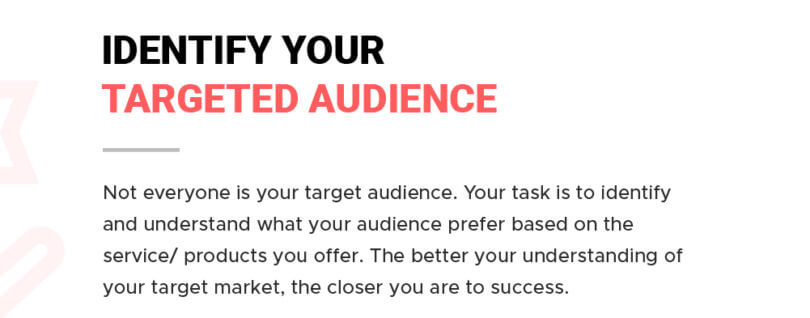 IDENTIFY YOUR
TARGETED AUDIENCE
Not everyone is your target audience. Your task is to identify
and understand what your audience prefer based on the
service/ products you offer. The better your understanding of
your target market, the closer you are to success.